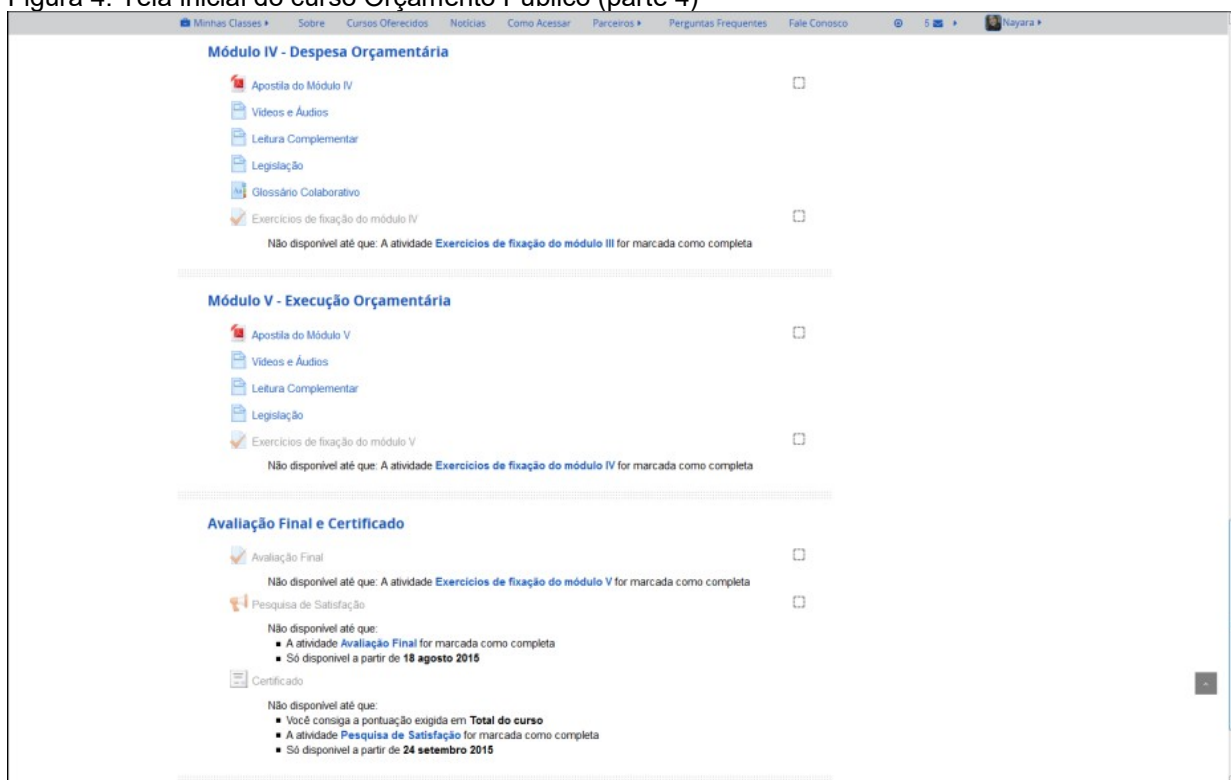 Figura 4: Tela inicial do curso Orçamento Público (parte 4)
Minhas Classes Sobre Cursos Oferecidos Notícias Como Acessar Parceiros Perguntas Frequentes Fale Conosco 5 Nayara
Módulo IV - Despesa Orçamentária
Apostila do Módulo IV
Vídeos e Áudios
Leitura Complementar
Legislação
Glossário Colaborativo
Exercícios de fixação do módulo IV
Não disponível até que: A atividade Exercícios de fixação do módulo III for marcada como completa
Módulo V - Execução Orçamentária
Apostila do Módulo V
Vídeos e Áudios
Leitura Complementar
Legislação
Exercícios de fixação do módulo V
Não disponível até que: A atividade Exercícios de fixação do módulo IV for marcada como completa
Avaliação Final e Certificado
Avaliação Final
Não disponível até que: A atividade Exercícios de fixação do módulo V for marcada como completa
Pesquisa de Satisfação
Não disponível até que:
A atividade Avaliação Final for marcada como completa
Só disponível a partir de 18 agosto 2015
Certificado
Não disponível até que:
Você consiga a pontuação exigida em Total do curso
A atividade Pesquisa de Satisfação for marcada como completa
Só disponível a partir de 24 setembro 2015